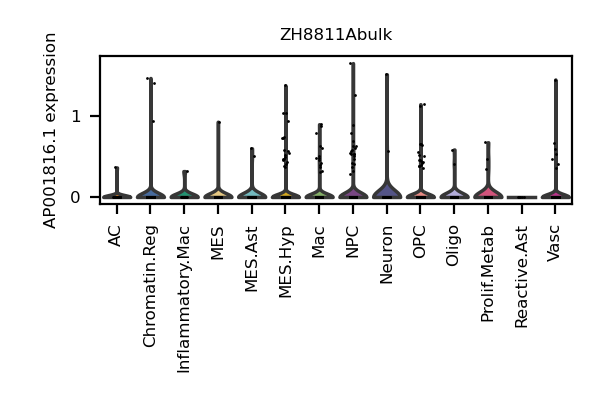 ZH8811Abulk
AP001816.1 expression
1
0
AC
Chromatin.Reg
Inflammatory.Mac
MES
MES.Ast
MES.Hyp
Mac
NPC
Neuron
OPC
Oligo
Prolif.Metab
Reactive.Ast
Vasc